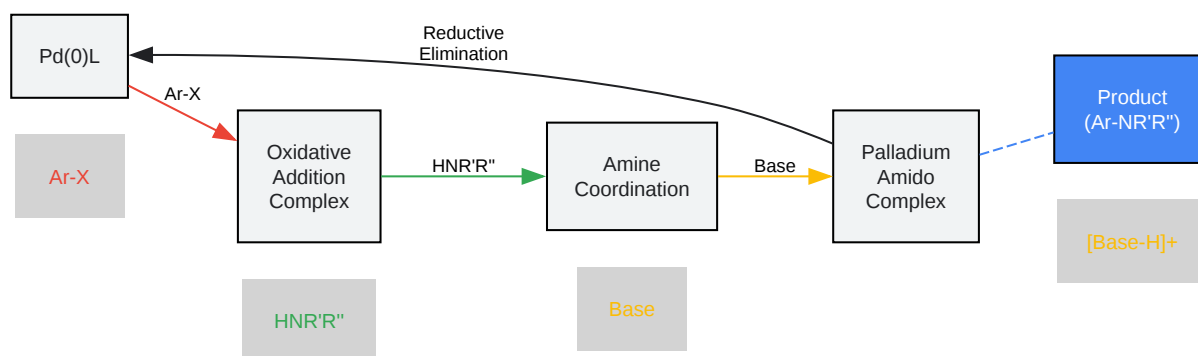 Pd(0)L
Ar-X
Reductive
Elimination
Product
(Ar-NR'R")
Ar-X
Oxidative
Addition
Complex
HNR'R"
Amine
Coordination
Base
Palladium
Amido
Complex
HNR'R"
Base
[Base-H]+